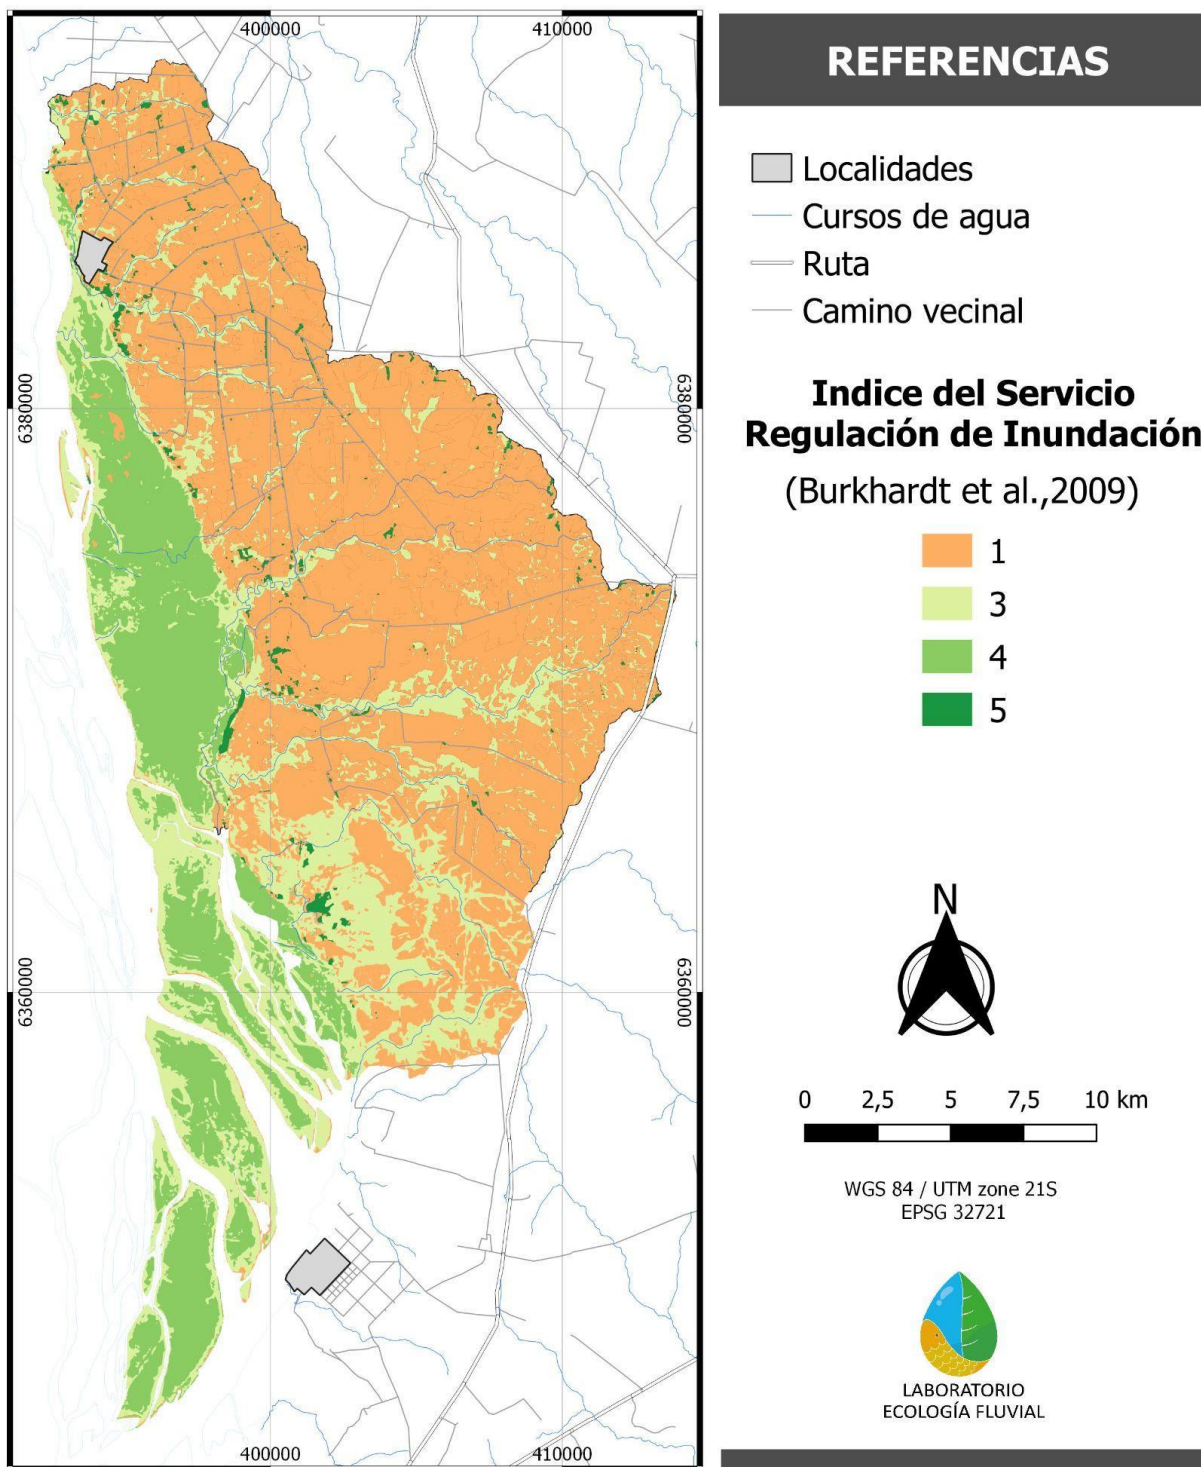 400000
410000
6380000
6380000
6360000
6360000
400000
410000
REFERENCIAS
Localidades
Cursos de agua
Ruta
Camino vecinal
Indice del Servicio
Regulación de Inundación
(Burkhardt et al.,2009)
1
3
4
5
N
0 2,5 5 7,5 10 km
WGS 84 / UTM zone 21S
EPSG 32721
LABORATORIO
ECOLOGÍA FLUVIAL